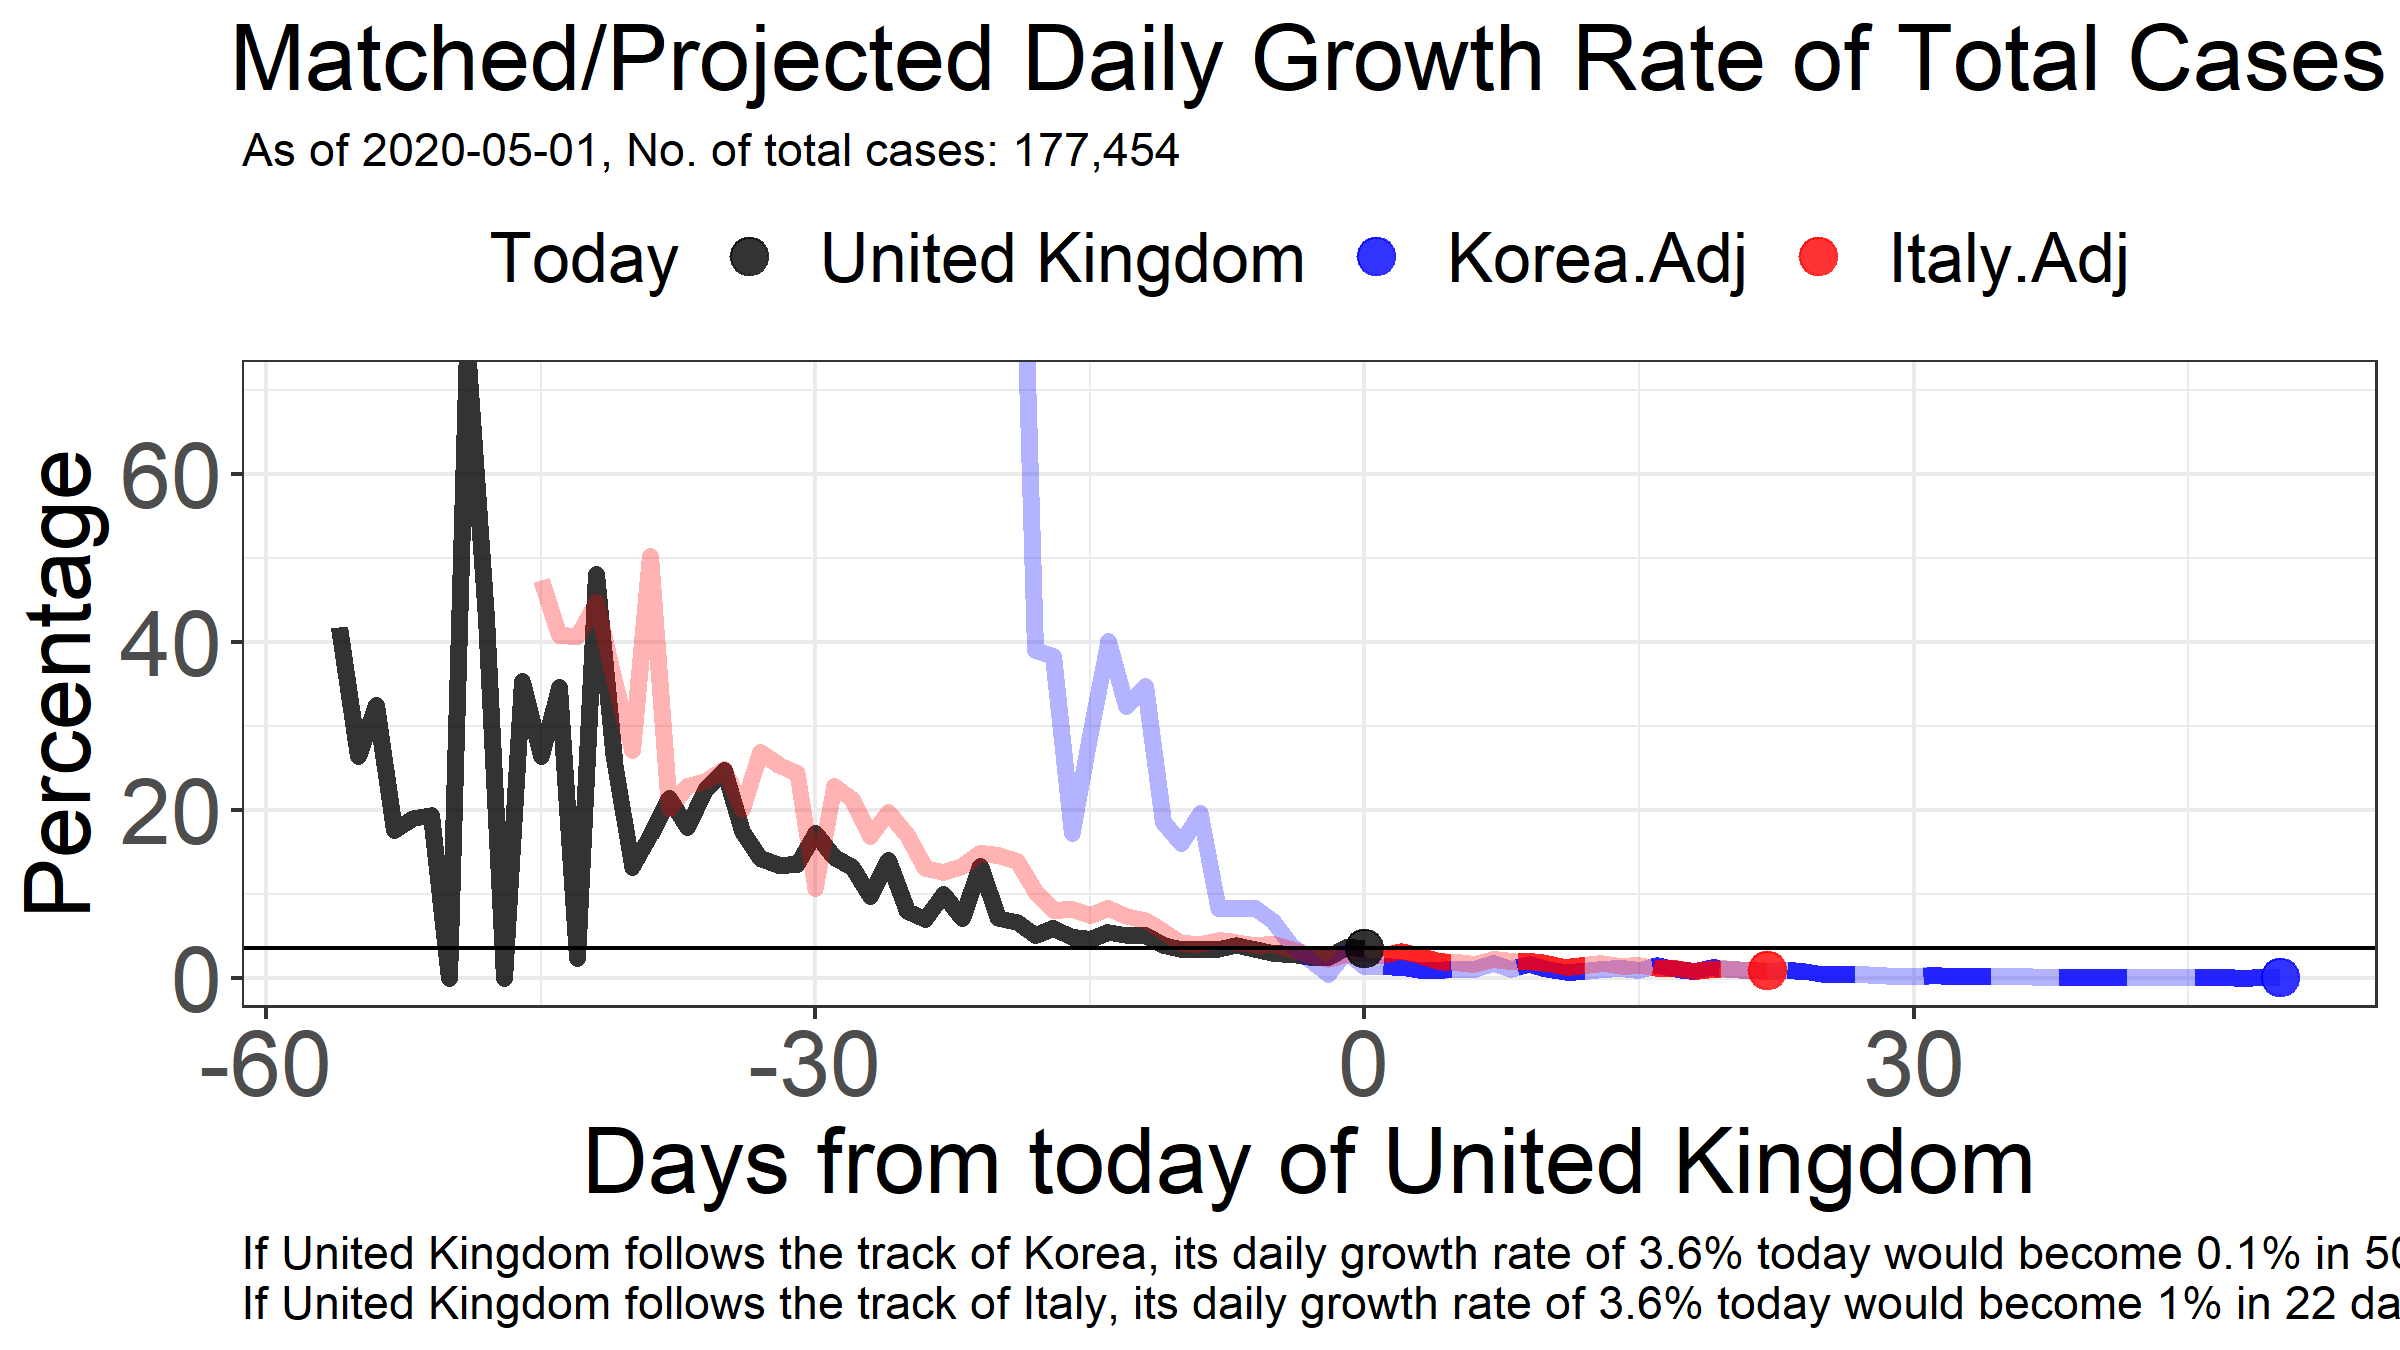 Matched/Projected Daily Growth Rate of Total Cases
As of 2020-05-01, No. of total cases: 177,454
Today United Kingdom Korea.Adj Italy.Adj
Percentage
60
40
20
0
-60 -30 0 30
Days from today of United Kingdom
If United Kingdom follows the track of Korea, its daily growth rate of 3.6% today would become 0.1% in
If United Kingdom follows the track of Italy, its daily growth rate of 3.6% today would become 1% in 22